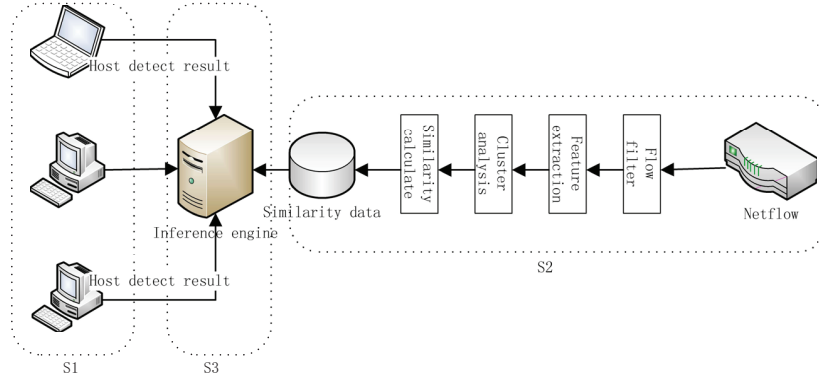 Host detect result
Similarity
calculate
Cluster
analysis
Feature
extraction
Flow
filter
Similarity data
Netflow
Inference engine
Host detect result
S2
S1
S3